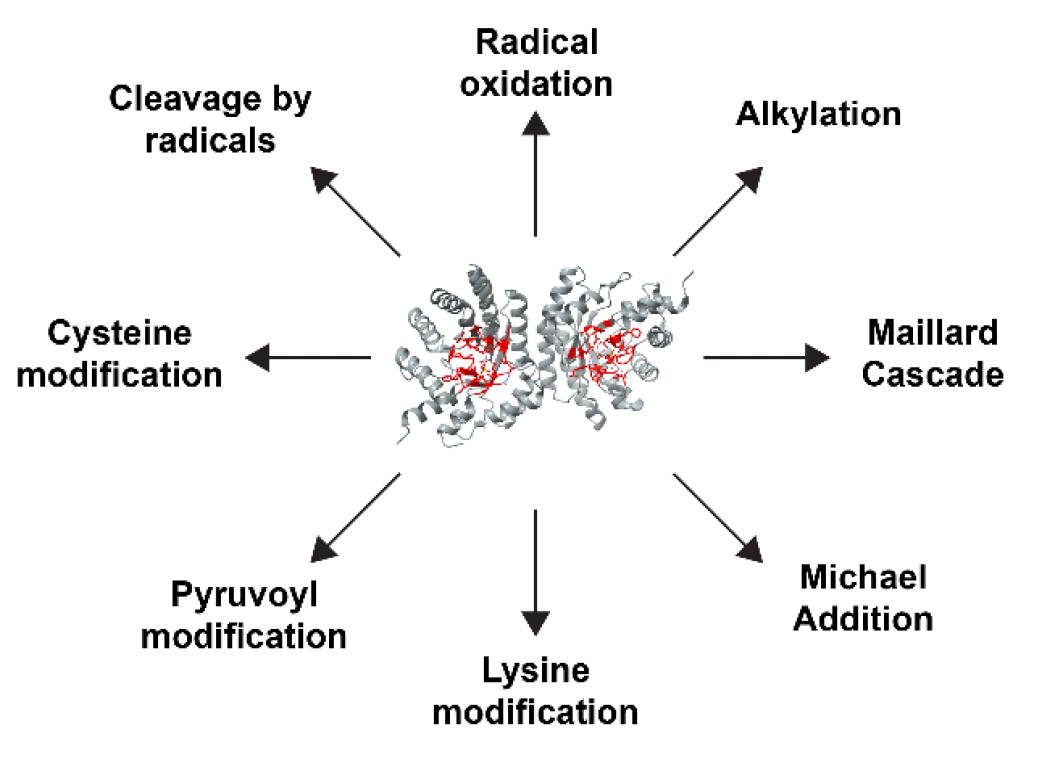 Radical
oxidation
Cleavage by
radicals
Alkylation
Cysteine
modification
Maillard
Cascade
Pyruvoyl
modification
Michael
Addition
Lysine
modification